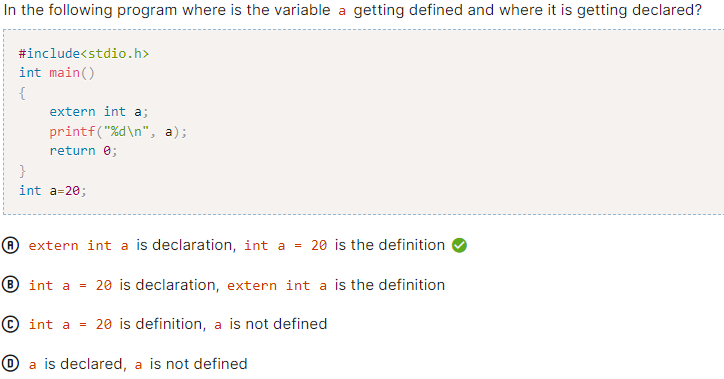 In the following program where is the variable a getting defined and where it is getting declared?
#include<stdio.h>
int main()
{
    extern int a;
    printf("%d\n", a);
    return 0;
}
int a=20;
A extern int a is declaration, int a = 20 is the definition
B int a = 20 is declaration, extern int a is the definition
C int a = 20 is definition, a is not defined
D a is declared, a is not defined